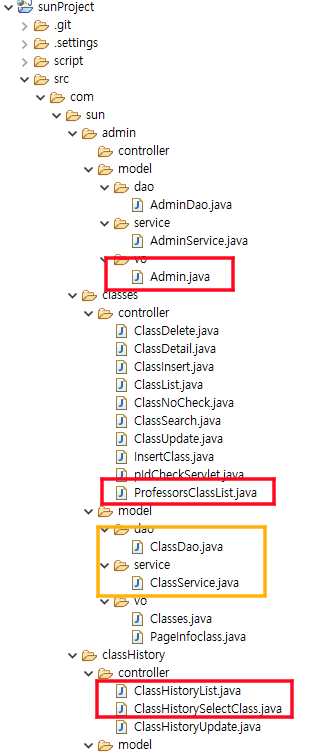 sunProject
.git
.settings
script
src
com
sun
admin
controller
model
dao
AdminDao.java
service
AdminService.java
vo
Admin.java
classes
controller
ClassDelete.java
ClassDetail.java
ClassInsert.java
ClassList.java
ClassNoCheck.java
ClassSearch.java
ClassUpdate.java
InsertClass.java
pIdCheckServlet.java
ProfessorsClassList.java
model
dao
ClassDao.java
service
ClassService.java
vo
Classes.java
PageInfoclass.java
classHistory
controller
ClassHistoryList.java
ClassHistorySelectClass.java
ClassHistoryUpdate.java
model